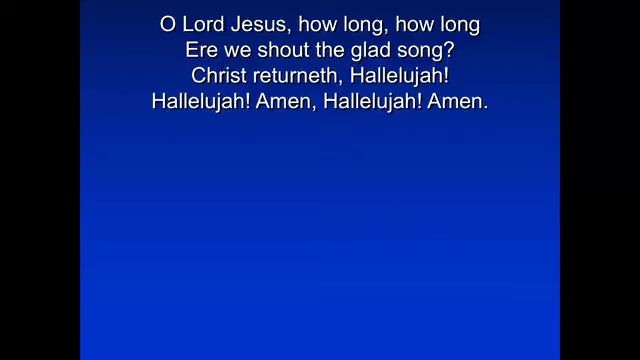 O Lord Jesus, how long, how long
Ere we shout the glad song?
Christ returneth, Hallelujah!
Hallelujah! Amen, Hallelujah! Amen.